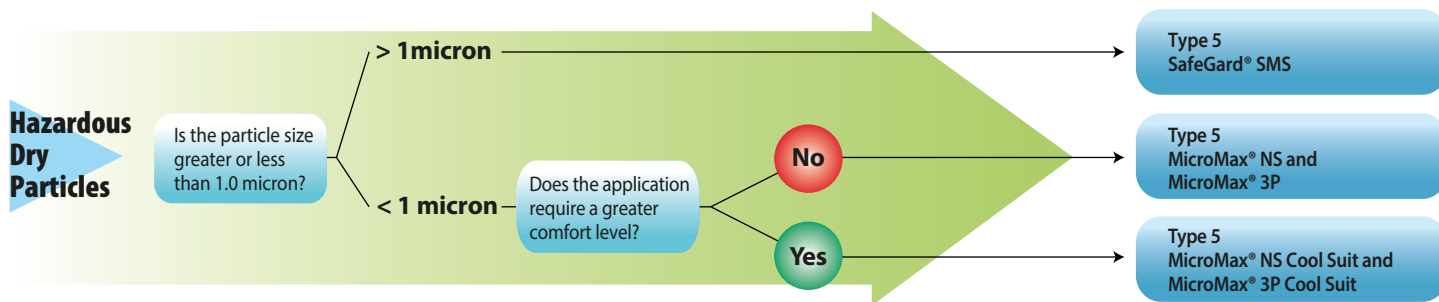 Hazardous
Dry
Particles
Is the particle size
greater or less
than 1.0 micron?
> 1micron
< 1 micron
Does the application
require a greater
comfort level?
No
Yes
Type 5
SafeGard® SMS
Type 5
MicroMax® NS and
MicroMax® 3P
Type 5
MicroMax® NS Cool Suit and
MicroMax® 3P Cool Suit